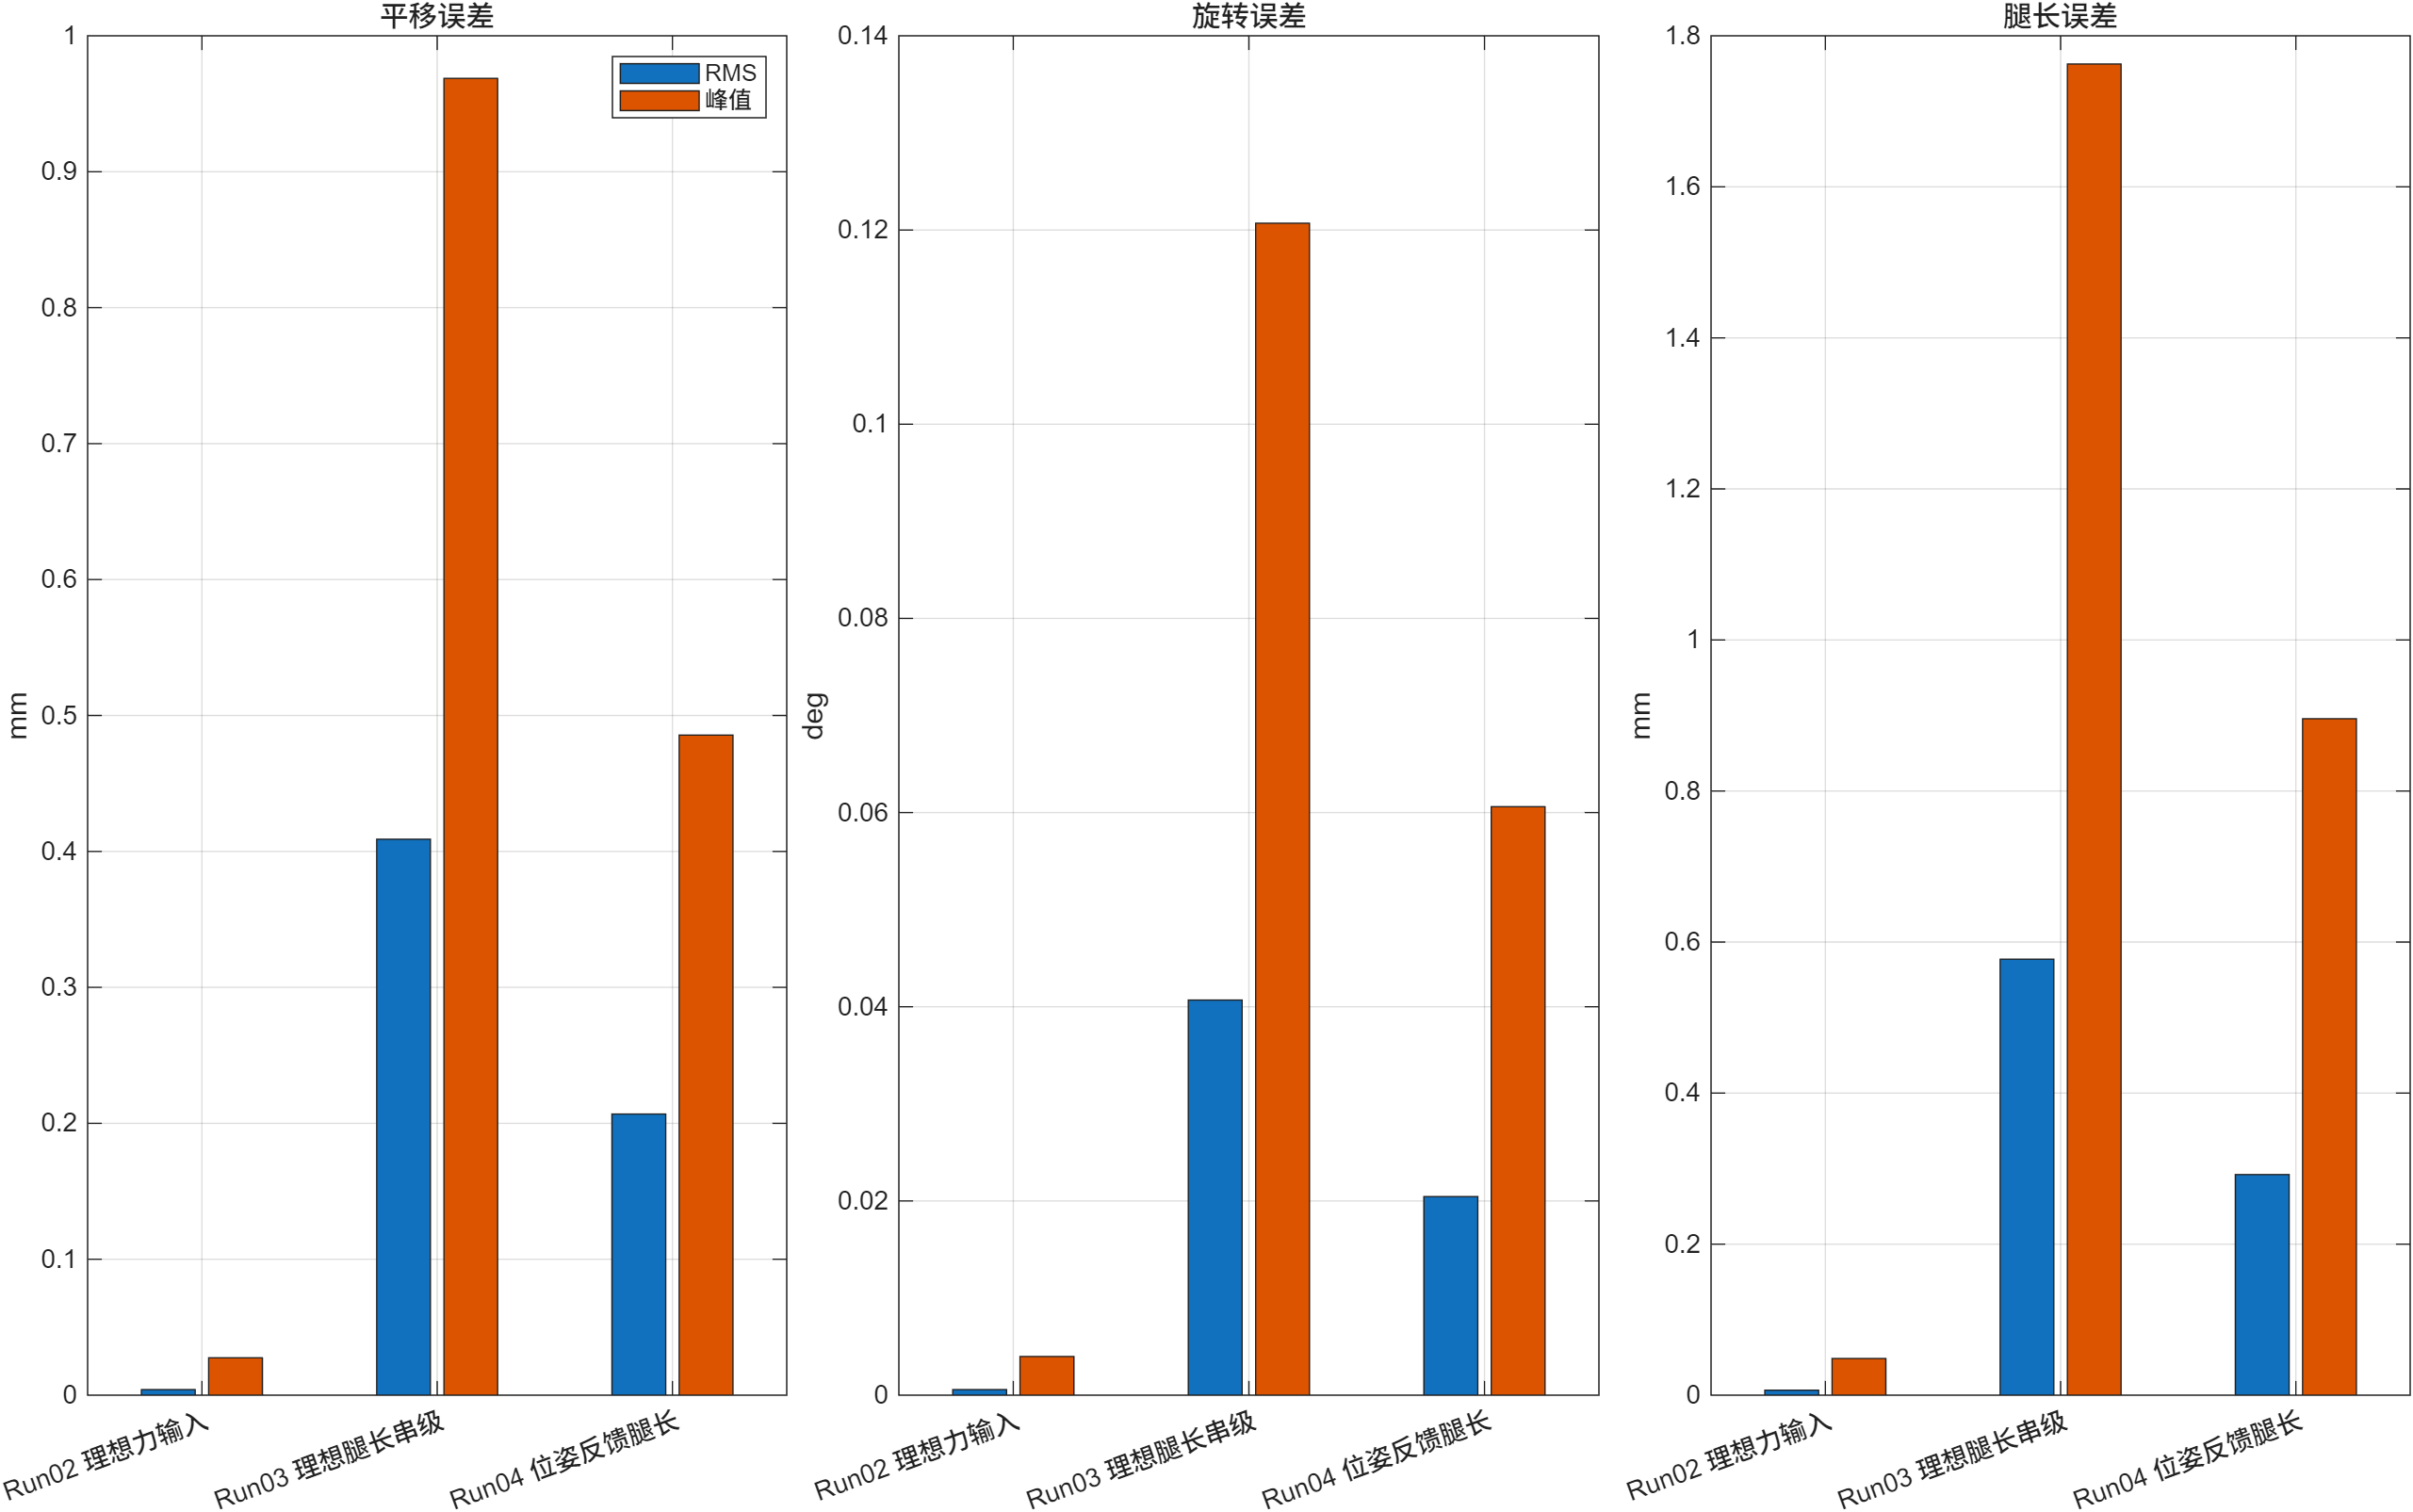 平移误差
RMS
峰值
mm
1
0.9
0.8
0.7
0.6
0.5
0.4
0.3
0.2
0.1
0
Run02 理想力输入
Run03 理想腿长串级
Run04 位姿反馈腿长
旋转误差
deg
0.14
0.12
0.1
0.08
0.06
0.04
0.02
0
Run02 理想力输入
Run03 理想腿长串级
Run04 位姿反馈腿长
腿长误差
mm
1.8
1.6
1.4
1.2
1
0.8
0.6
0.4
0.2
0
Run02 理想力输入
Run03 理想腿长串级
Run04 位姿反馈腿长